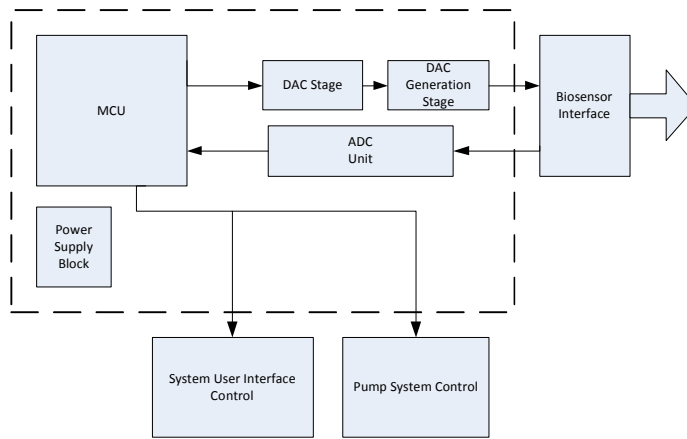 MCU
DAC Stage
DAC
Generation
Stage
Biosensor
Interface
ADC
Unit
Power
Supply
Block
System User Interface
Control
Pump System Control